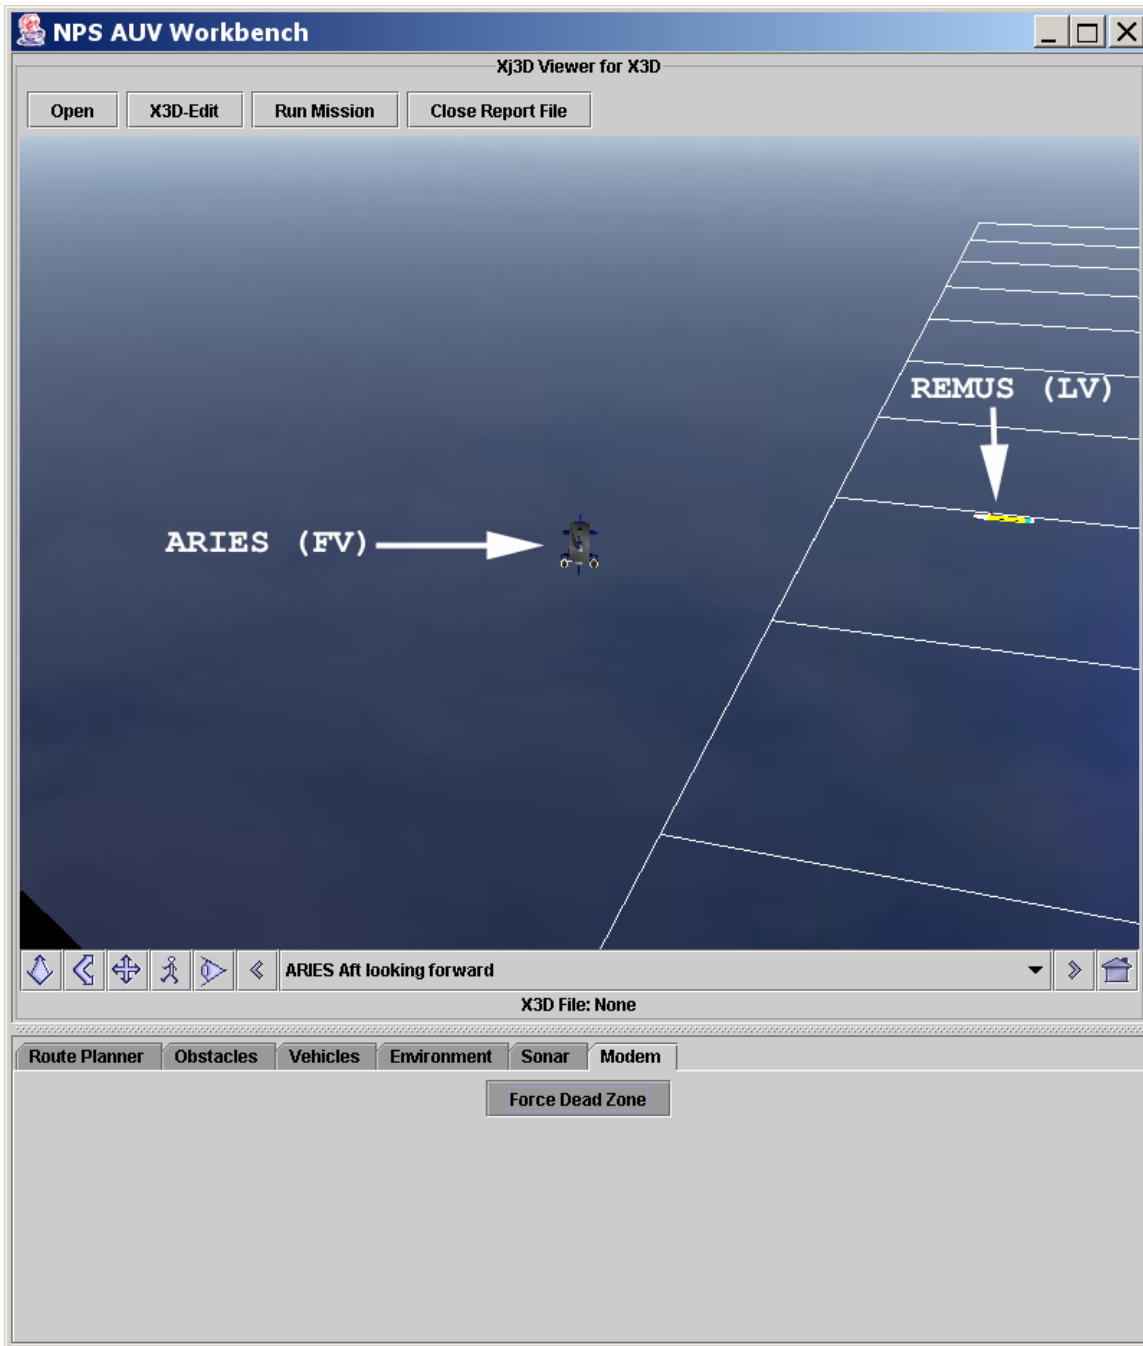 NPS AUV Workbench
Xj3D Viewer for X3D
Open X3D-Edit Run Mission Close Report File
REMUS (LV)
ARIES (FV)
ARIES Aft looking forward
X3D File: None
Route Planner Obstacles Vehicles Environment Sonar Modem
Force Dead Zone